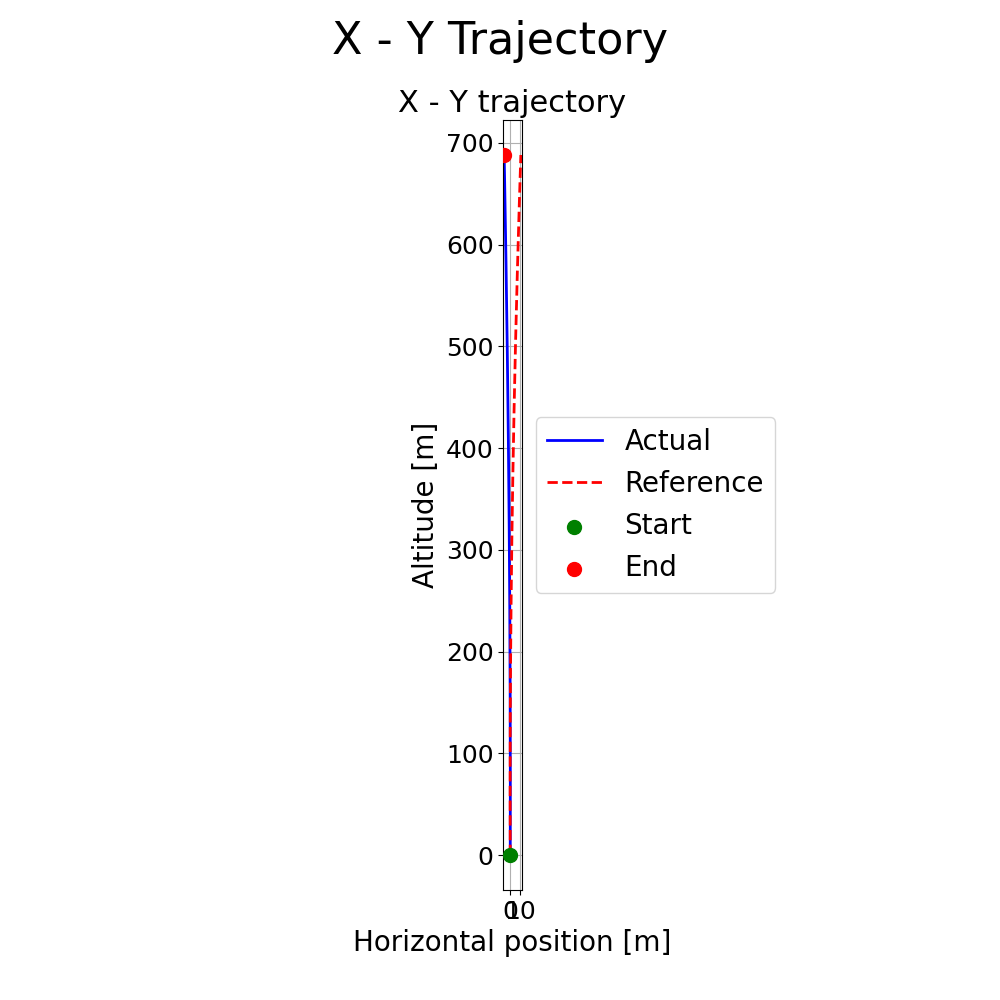 X - Y Trajectory
X - Y trajectory
700
600
500
400
300
200
100
0
Altitude [m]
0 10
Horizontal position [m]
Actual
Reference
Start
End